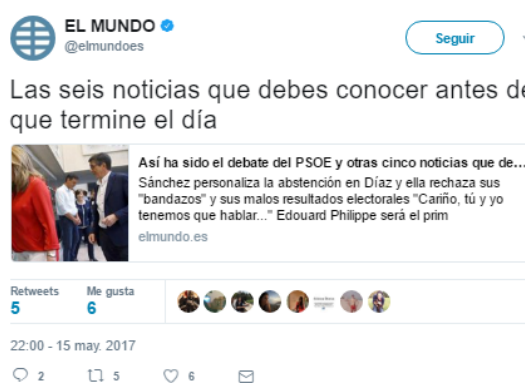 EL MUNDO
@elmundoes
Seguir
Las seis noticias que debes conocer antes de
que termine el día
Así ha sido el debate del PSOE y otras cinco noticias que de...
Sánchez personaliza la abstención en Díaz y ella rechaza sus
"bandazos" y sus malos resultados electorales "Cariño, tú y yo
tenemos que hablar..." Edouard Philippe será el prim
elmundo.es
Retweets Me gusta
5 6
22:00 - 15 may. 2017
2 5 6